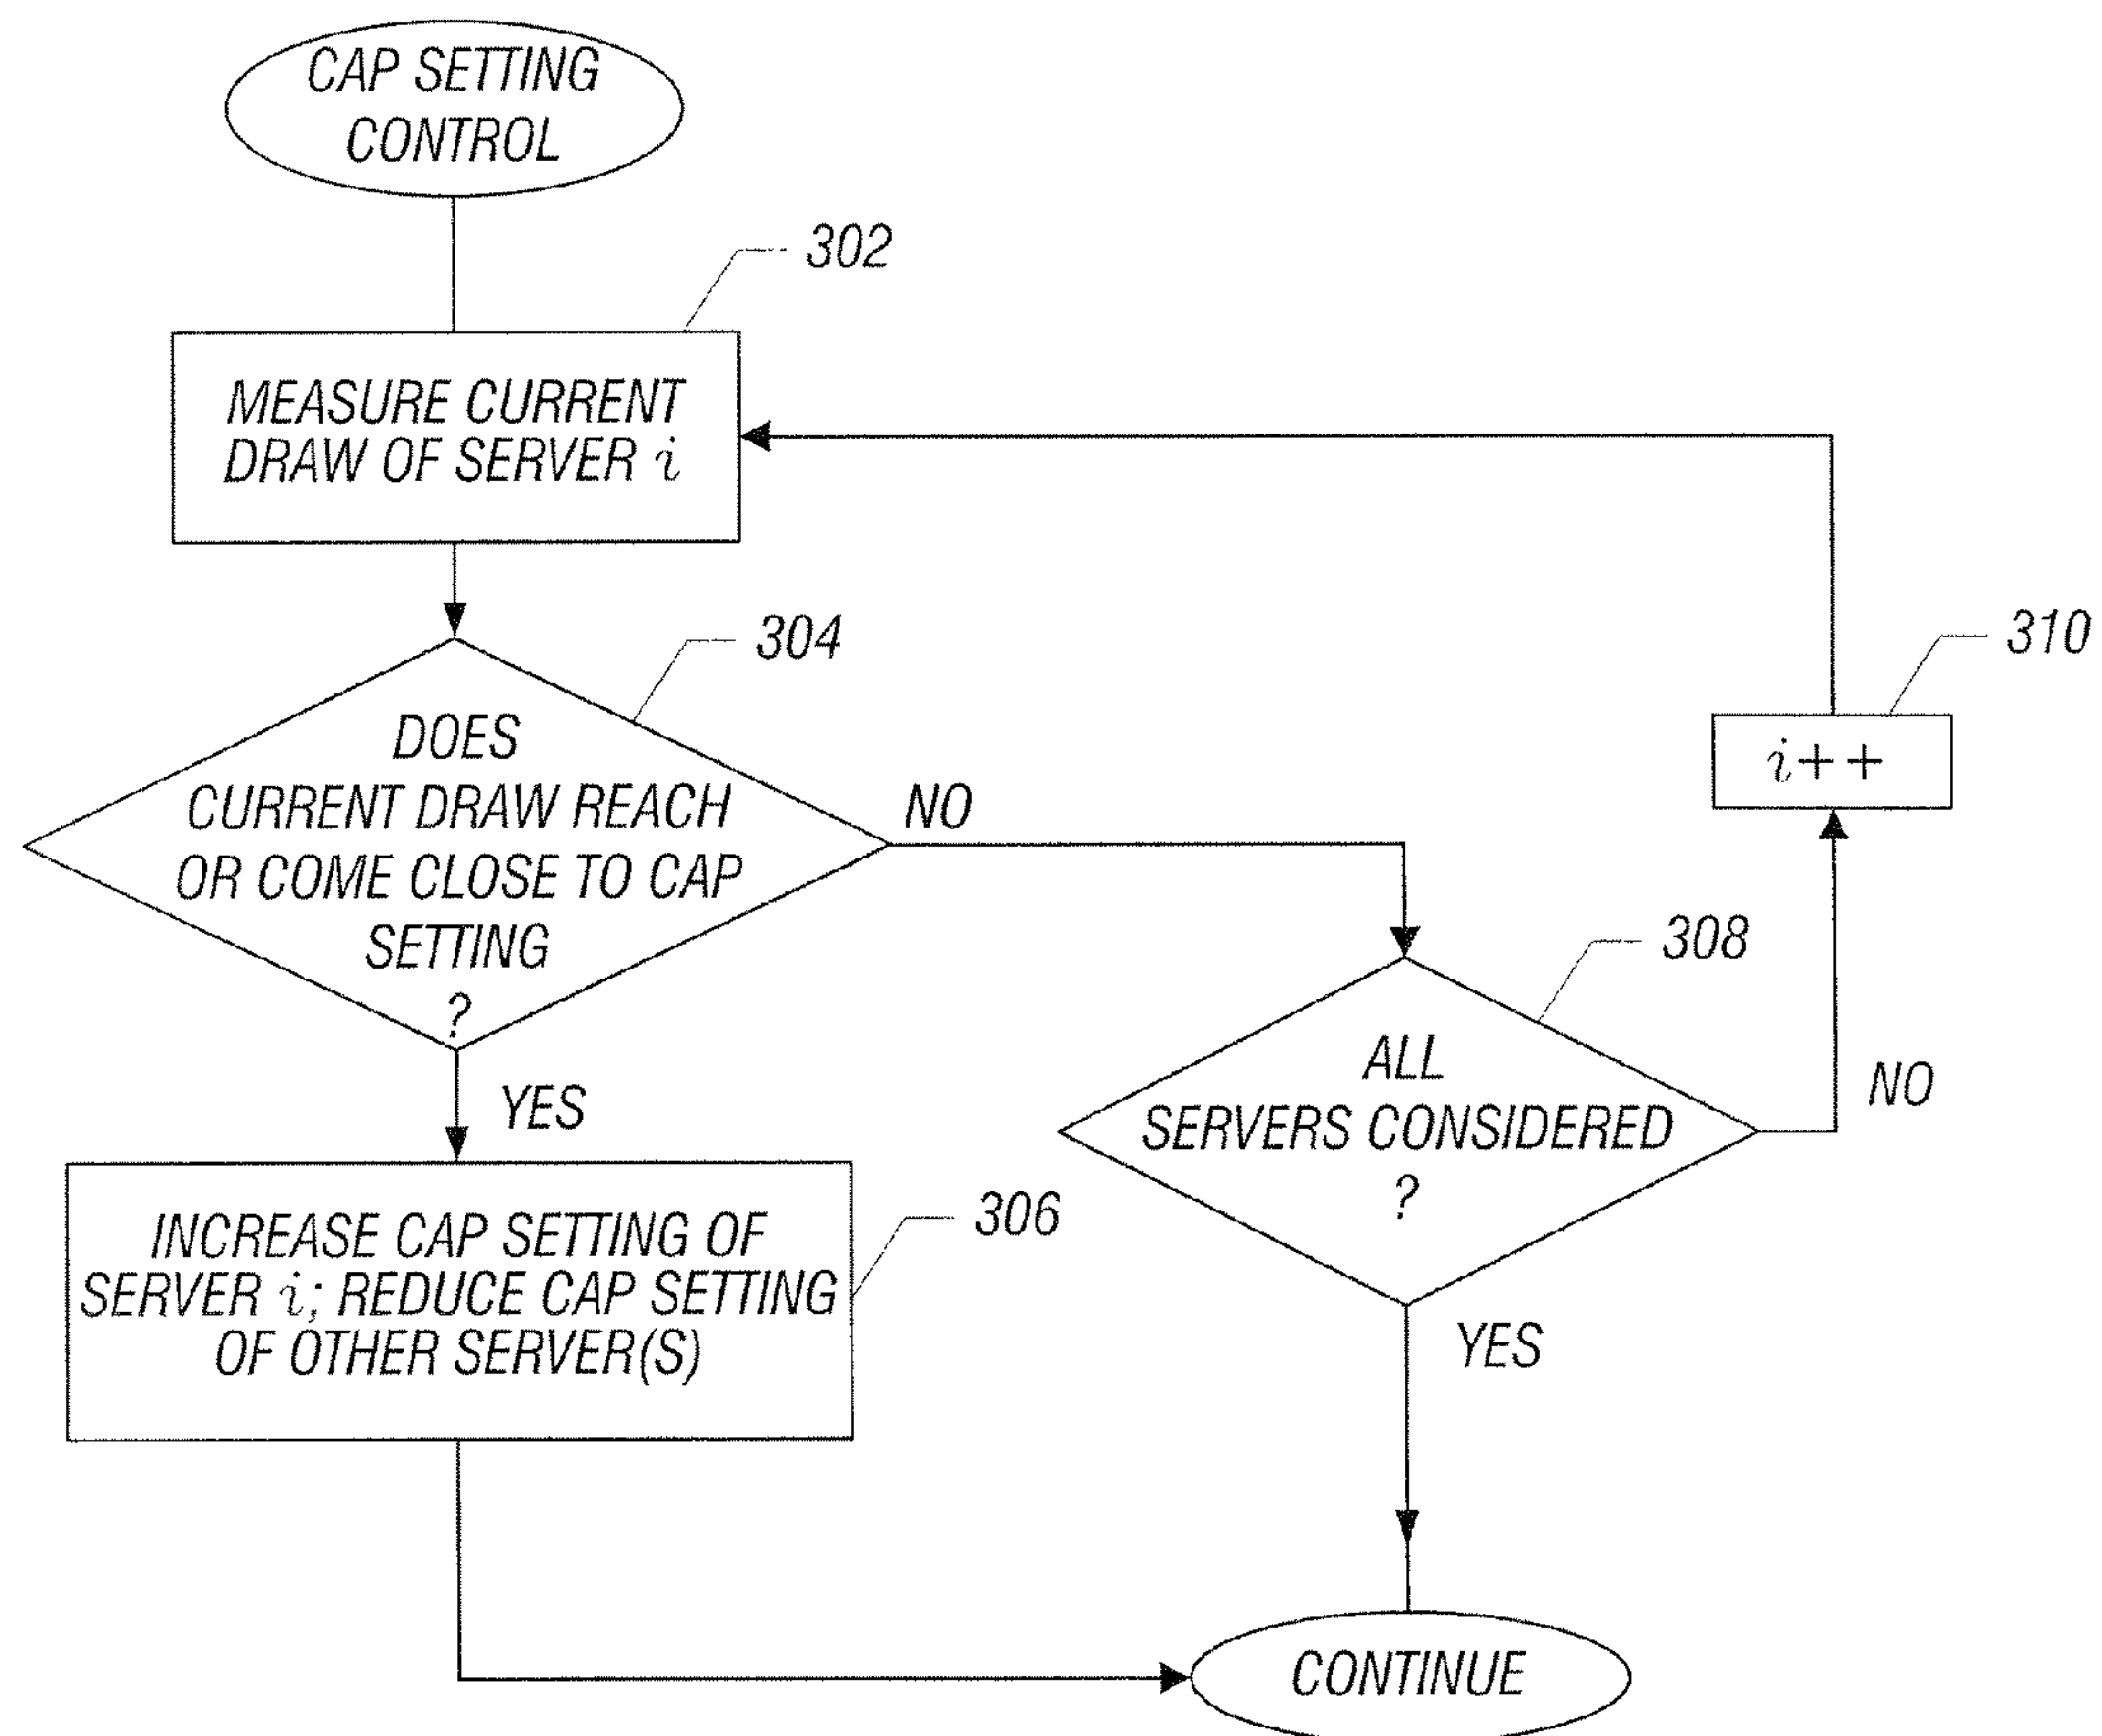 CAP SETTING
CONTROL
302
MEASURE CURRENT
DRAW OF SERVER i
304
DOES
CURRENT DRAW REACH
OR COME CLOSE TO CAP
SETTING
?
NO
310
i++
308
ALL
SERVERS CONSIDERED
?
NO
YES
306
INCREASE CAP SETTING OF
SERVER i; REDUCE CAP SETTING
OF OTHER SERVER(S)
YES
CONTINUE